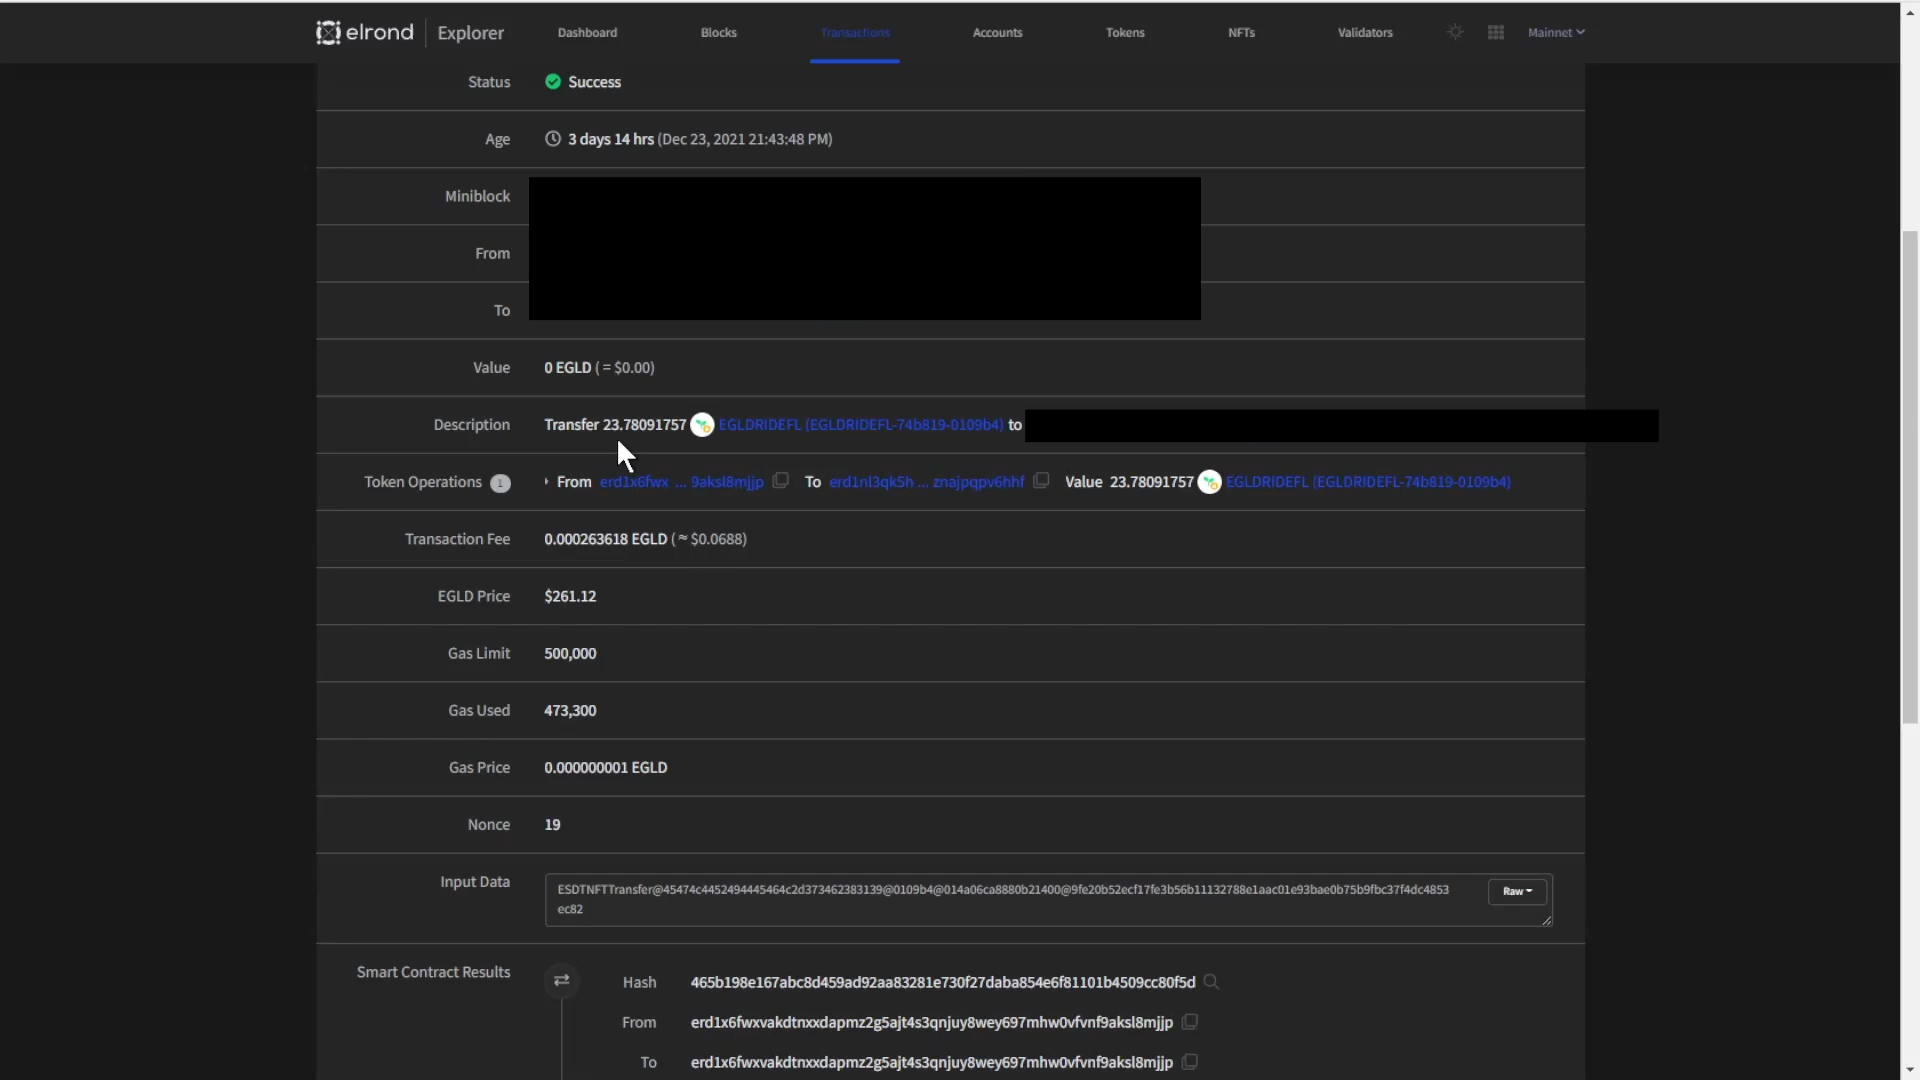 elrond Explorer Dashboard Blocks Transactions Accounts Tokens NFTs Validators Mainnet
Status Success
Age 3 days 14 hrs (Dec 23, 2021 21:43:48 PM)
Miniblock
From
To
Value 0 EGLD ( = $0.00)
Description Transfer 23.78091757 EGLDRIDEFL (EGLDRIDEFL-74b819-0109b4) to
Token Operations 1 From erd1x6fwx ... 9aksl8mjjp To erd1nl3qk5h ... znajpqpv6hhf Value 23.78091757 EGLDRIDEFL (EGLDRIDEFL-74b819-0109b4)
Transaction Fee 0.000263618 EGLD ( ≈ $0.0688)
EGLD Price $261.12
Gas Limit 500,000
Gas Used 473,300
Gas Price 0.000000001 EGLD
Nonce 19
Input Data ESDTNFTTransfer@45474c4452494445464c2d373462383139@0109b4@014a06ca8880b21400@9fe20b52ecf17fe3b56b11132788e1aac01e93bae0b75b9fbc37f4dc4853 Raw
ec82
Smart Contract Results Hash 465b198e167abc8d459ad92aa83281e730f27daba854e6f81101b4509cc80f5d
From erd1x6fwxvakdtnxxdapmz2g5ajt4s3qnjuy8wey697mhw0vfvnf9aksl8mjjp
To erd1x6fwxvakdtnxxdapmz2g5ajt4s3qnjuy8wey697mhw0vfvnf9aksl8mjjp